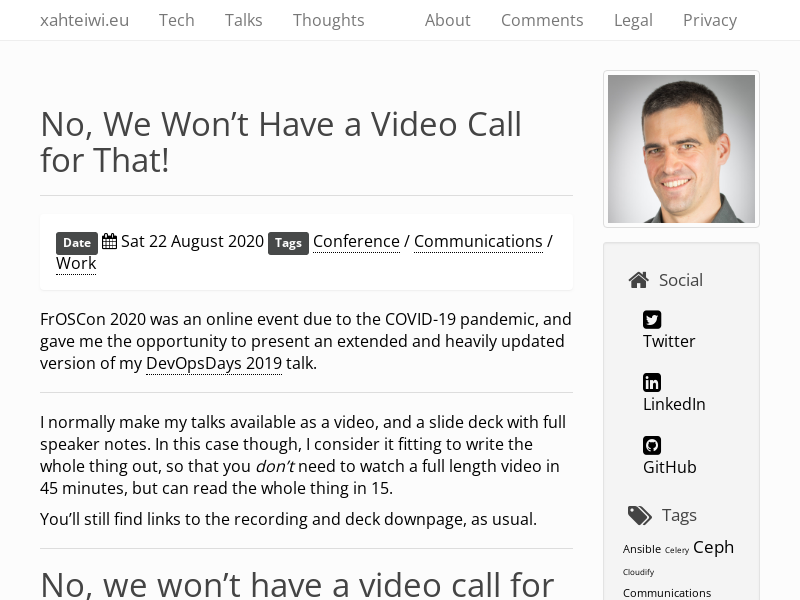 xahteiwi.eu Tech Talks Thoughts About Comments Legal Privacy
No, We Won’t Have a Video Call
for That!
Date Sat 22 August 2020 Tags Conference / Communications /
Work
FrOSCon 2020 was an online event due to the COVID-19 pandemic, and
gave me the opportunity to present an extended and heavily updated
version of my DevOpsDays 2019 talk.
I normally make my talks available as a video, and a slide deck with full
speaker notes. In this case though, I consider it fitting to write the
whole thing out, so that you don’t need to watch a full length video in
45 minutes, but can read the whole thing in 15.
You’ll still find links to the recording and deck downpage, as usual.
No, we won’t have a video call for
Social
Twitter
LinkedIn
GitHub
Tags
Ansible Celery Ceph
Cloudify
Communications